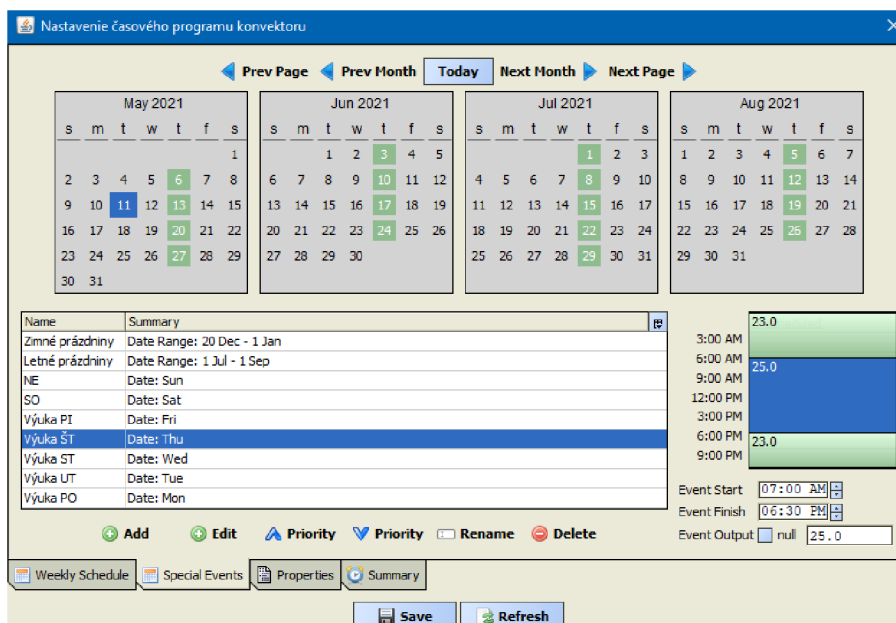 Nastavenie časového programu konvektoru
Prev Page Prev Month Today Next Month Next Page
May 2021
s m t w t f s
1
2 3 4 5 6 7 8
9 10 11 12 13 14 15
16 17 18 19 20 21 22
23 24 25 26 27 28 29
30 31
Jun 2021
s m t w t f s
1 2 3 4 5
6 7 8 9 10 11 12
13 14 15 16 17 18 19
20 21 22 23 24 25 26
27 28 29 30
Jul 2021
s m t w t f s
1 2 3
4 5 6 7 8 9 10
11 12 13 14 15 16 17
18 19 20 21 22 23 24
25 26 27 28 29 30 31
Aug 2021
s m t w t f s
1 2 3 4 5 6 7
8 9 10 11 12 13 14
15 16 17 18 19 20 21
22 23 24 25 26 27 28
29 30 31
Name Summary
Zimné prázdniny Date Range: 20 Dec - 1 Jan
Letné prázdniny Date Range: 1 Jul - 1 Sep
NE Date: Sun
SO Date: Sat
Výuka PI Date: Fri
Výuka ŠT Date: Thu
Výuka ST Date: Wed
Výuka UT Date: Tue
Výuka PO Date: Mon
23.0
3:00 AM
6:00 AM
25.0
9:00 AM
12:00 PM
3:00 PM
6:00 PM
23.0
9:00 PM
Event Start 07:00 AM
Event Finish 06:30 PM
Event Output null 25.0
Add Edit Priority Priority Rename Delete
Weekly Schedule Special Events Properties Summary
Save Refresh